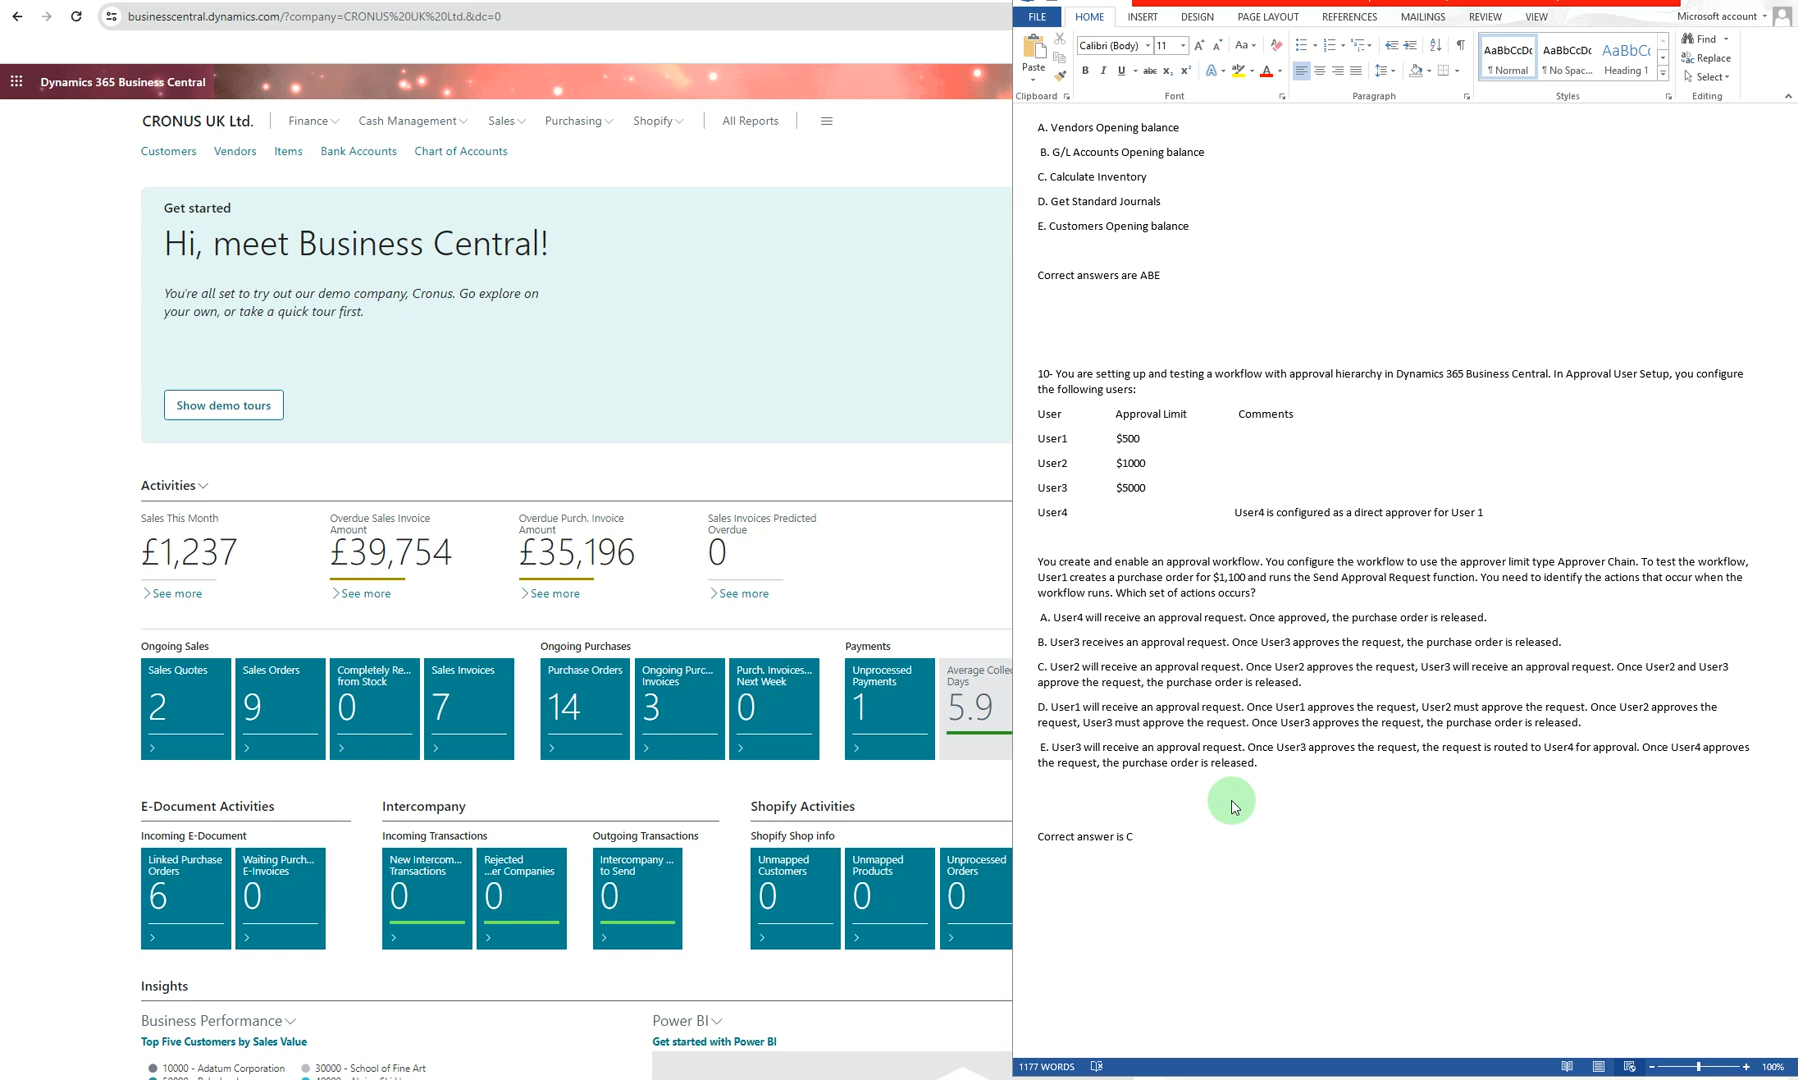 businesscentral.dynamics.com/?company=CRONUS%20UK%20Ltd.&dc=0
Dynamics 365 Business Central
CRONUS UK Ltd.
Finance
Cash Management
Sales
Purchasing
Shopify
All Reports
Customers
Vendors
Items
Bank Accounts
Chart of Accounts
Get started
Hi, meet Business Central!
You're all set to try out our demo company, Cronus. Go explore on
your own, or take a quick tour first.
Show demo tours
Activities
Sales This Month
£1,237
See more
Overdue Sales Invoice
Amount
£39,754
See more
Overdue Purch. Invoice
Amount
£35,196
See more
Sales Invoices Predicted
Overdue
0
See more
Ongoing Sales
Sales Quotes
2
Sales Orders
9
Completely Re...
from Stock
0
Sales Invoices
7
Ongoing Purchases
Purchase Orders
14
Ongoing Purc...
Invoices
3
Purch. Invoices...
Next Week
0
Payments
Unprocessed
Payments
1
Average Colle
Days
5.9
E-Document Activities
Incoming E-Document
Linked Purchase
Orders
6
Waiting Purch...
E-Invoices
0
Intercompany
Incoming Transactions
New Intercom...
Transactions
0
Rejected
...er Companies
0
Outgoing Transactions
Intercompany ...
to Send
0
Shopify Activities
Shopify Shop info
Unmapped
Customers
0
Unmapped
Products
0
Unprocessed
Orders
0
Insights
Business Performance
Top Five Customers by Sales Value
10000 - Adatum Corporation
30000 - School of Fine Art
Power BI
Get started with Power BI
FILE
HOME
INSERT
DESIGN
PAGE LAYOUT
REFERENCES
MAILINGS
REVIEW
VIEW
Microsoft account
Paste
Clipboard
Calibri (Body)
11
Aa
B I U abc x₂ x²
Font
Paragraph
AaBbCcDc
¶ Normal
AaBbCcDc
¶ No Spac...
AaBbC
Heading 1
Styles
Find
Replace
Select
Editing
A. Vendors Opening balance
B. G/L Accounts Opening balance
C. Calculate Inventory
D. Get Standard Journals
E. Customers Opening balance
Correct answers are ABE
10- You are setting up and testing a workflow with approval hierarchy in Dynamics 365 Business Central. In Approval User Setup, you configure
the following users:
User Approval Limit Comments
User1 $500
User2 $1000
User3 $5000
User4 User4 is configured as a direct approver for User 1
You create and enable an approval workflow. You configure the workflow to use the approver limit type Approver Chain. To test the workflow,
User1 creates a purchase order for $1,100 and runs the Send Approval Request function. You need to identify the actions that occur when the
workflow runs. Which set of actions occurs?
A. User4 will receive an approval request. Once approved, the purchase order is released.
B. User3 receives an approval request. Once User3 approves the request, the purchase order is released.
C. User2 will receive an approval request. Once User2 approves the request, User3 will receive an approval request. Once User2 and User3
approve the request, the purchase order is released.
D. User1 will receive an approval request. Once User1 approves the request, User2 must approve the request. Once User2 approves the
request, User3 must approve the request. Once User3 approves the request, the purchase order is released.
E. User3 will receive an approval request. Once User3 approves the request, the request is routed to User4 for approval. Once User4 approves
the request, the purchase order is released.
Correct answer is C
1177 WORDS
100%